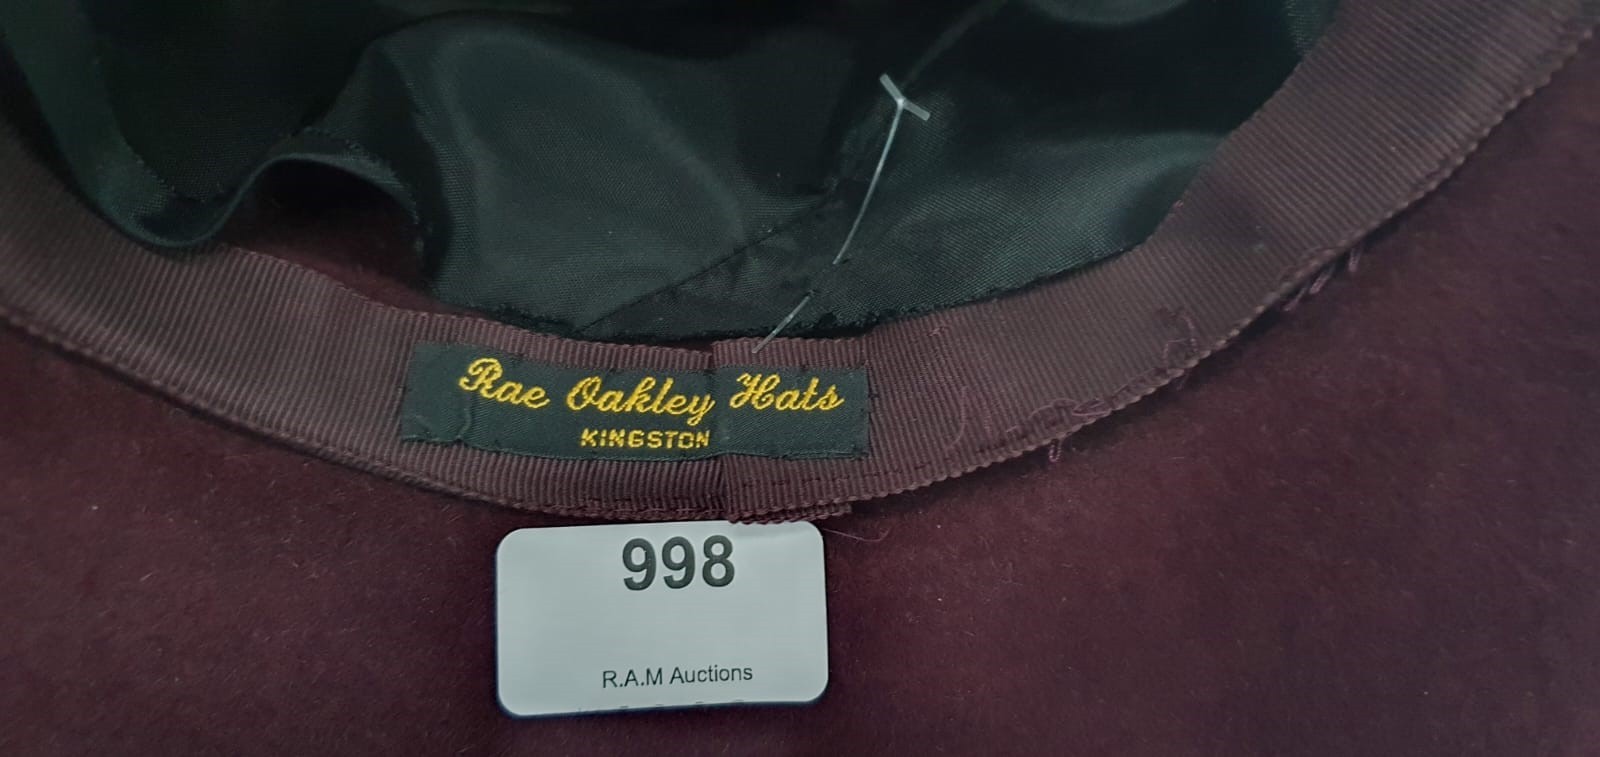 Rae Oakley Hats
KINGSTON
998
R.A.M Auctions